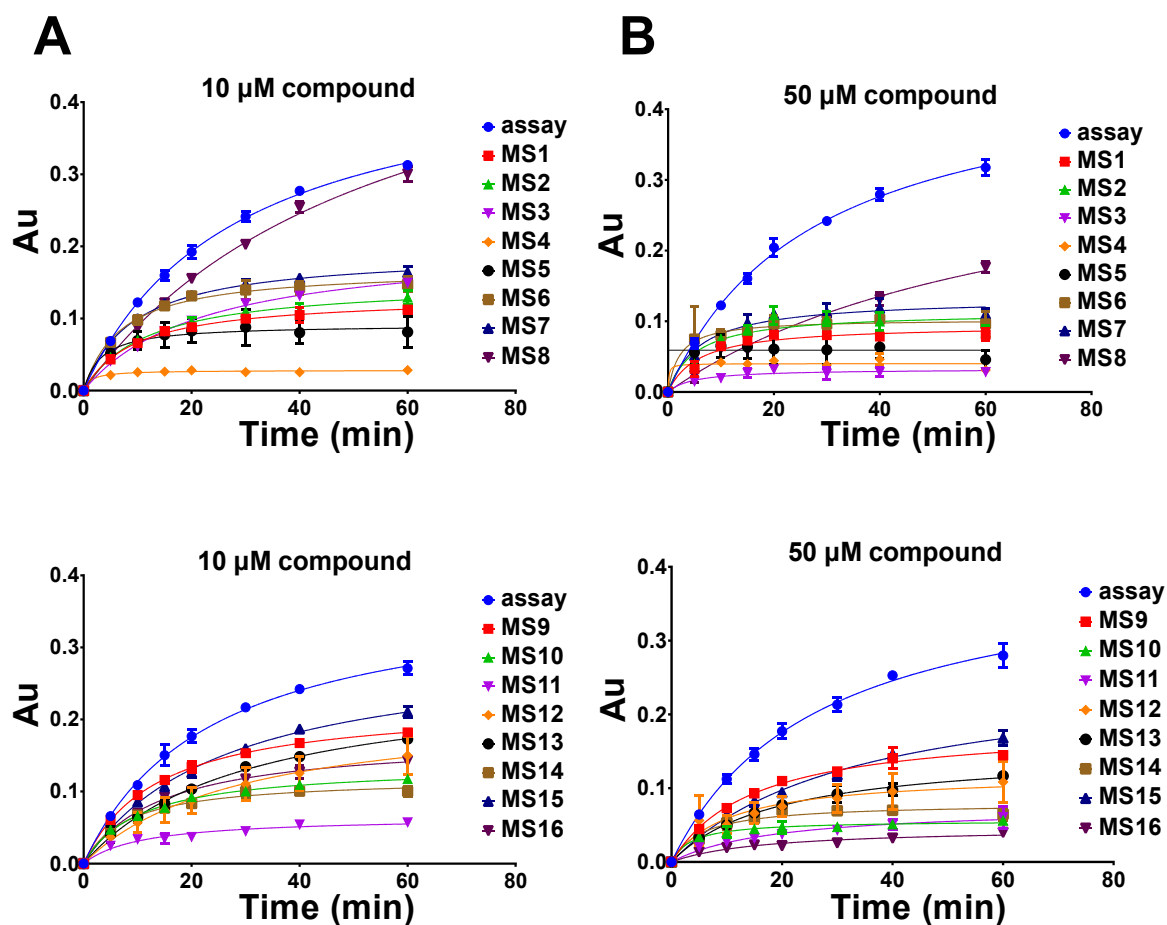 A
10 µM compound
0.4
0.3
0.2
0.1
0.0
0
20
40
60
80
Au
Time (min)
assay
MS1
MS2
MS3
MS4
MS5
MS6
MS7
MS8
B
50 µM compound
0.4
0.3
0.2
0.1
0.0
0
20
40
60
80
Au
Time (min)
assay
MS1
MS2
MS3
MS4
MS5
MS6
MS7
MS8
10 µM compound
0.4
0.3
0.2
0.1
0.0
0
20
40
60
80
Au
Time (min)
assay
MS9
MS10
MS11
MS12
MS13
MS14
MS15
MS16
50 µM compound
0.4
0.3
0.2
0.1
0.0
0
20
40
60
80
Au
Time (min)
assay
MS9
MS10
MS11
MS12
MS13
MS14
MS15
MS16